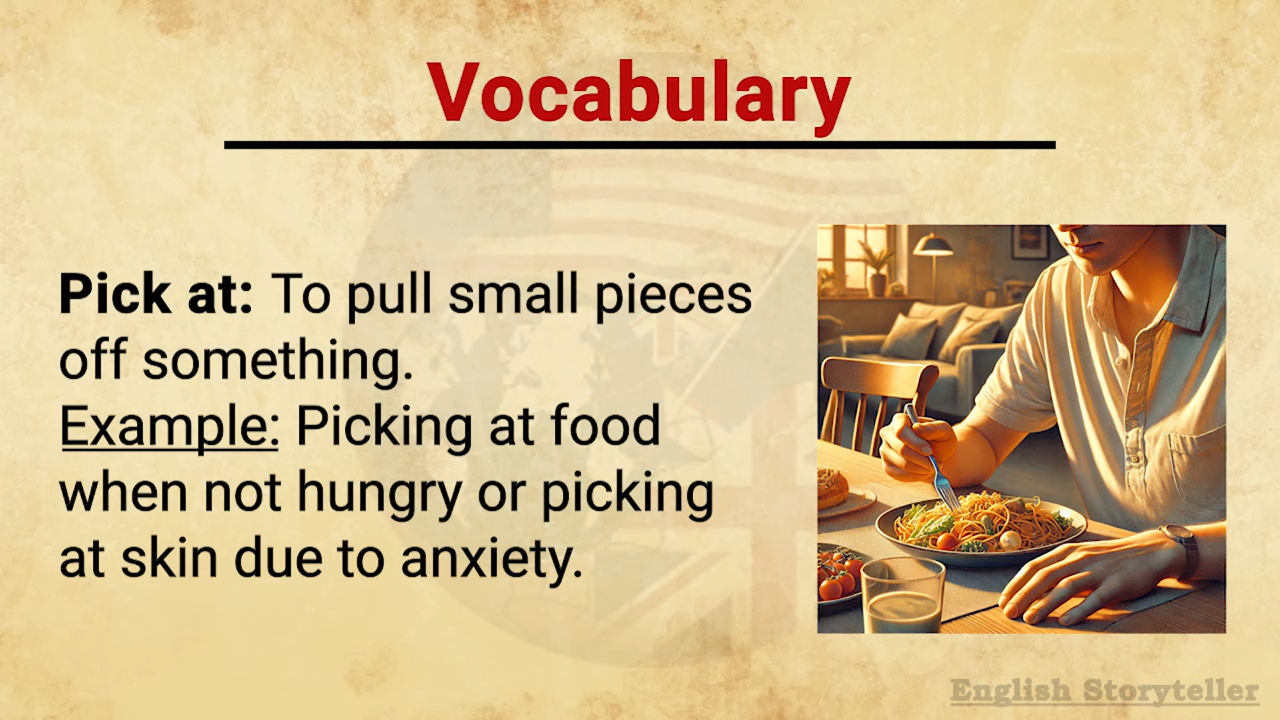 Vocabulary
Pick at: To pull small pieces
off something.
Example: Picking at food
when not hungry or picking
at skin due to anxiety.
English Storyteller